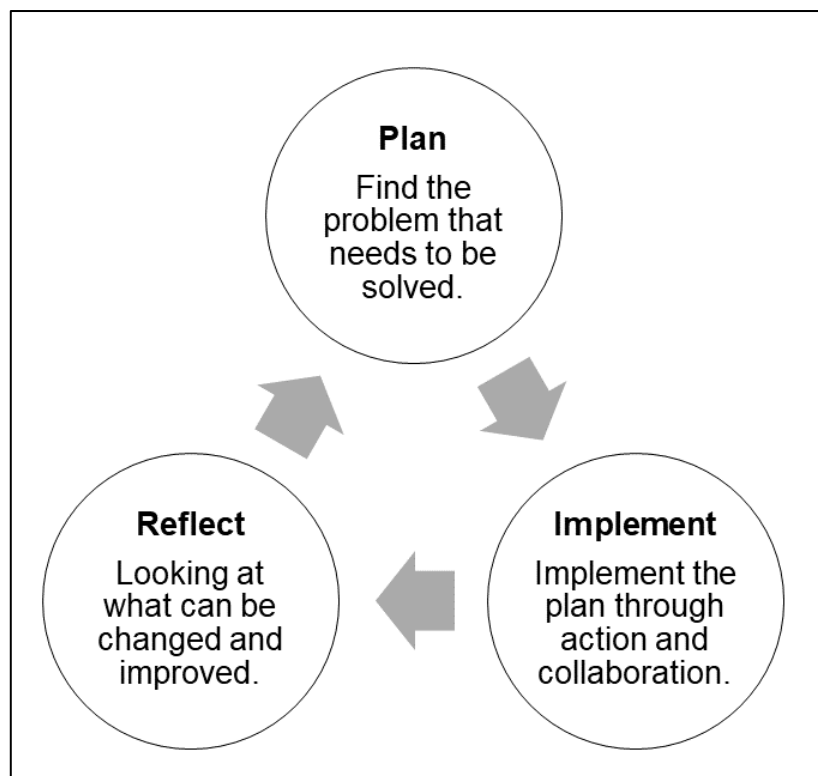 Plan
Find the
problem that
needs to be
solved.
Reflect
Looking at
what can be
changed and
improved.
Implement
Implement the
plan through
action and
collaboration.